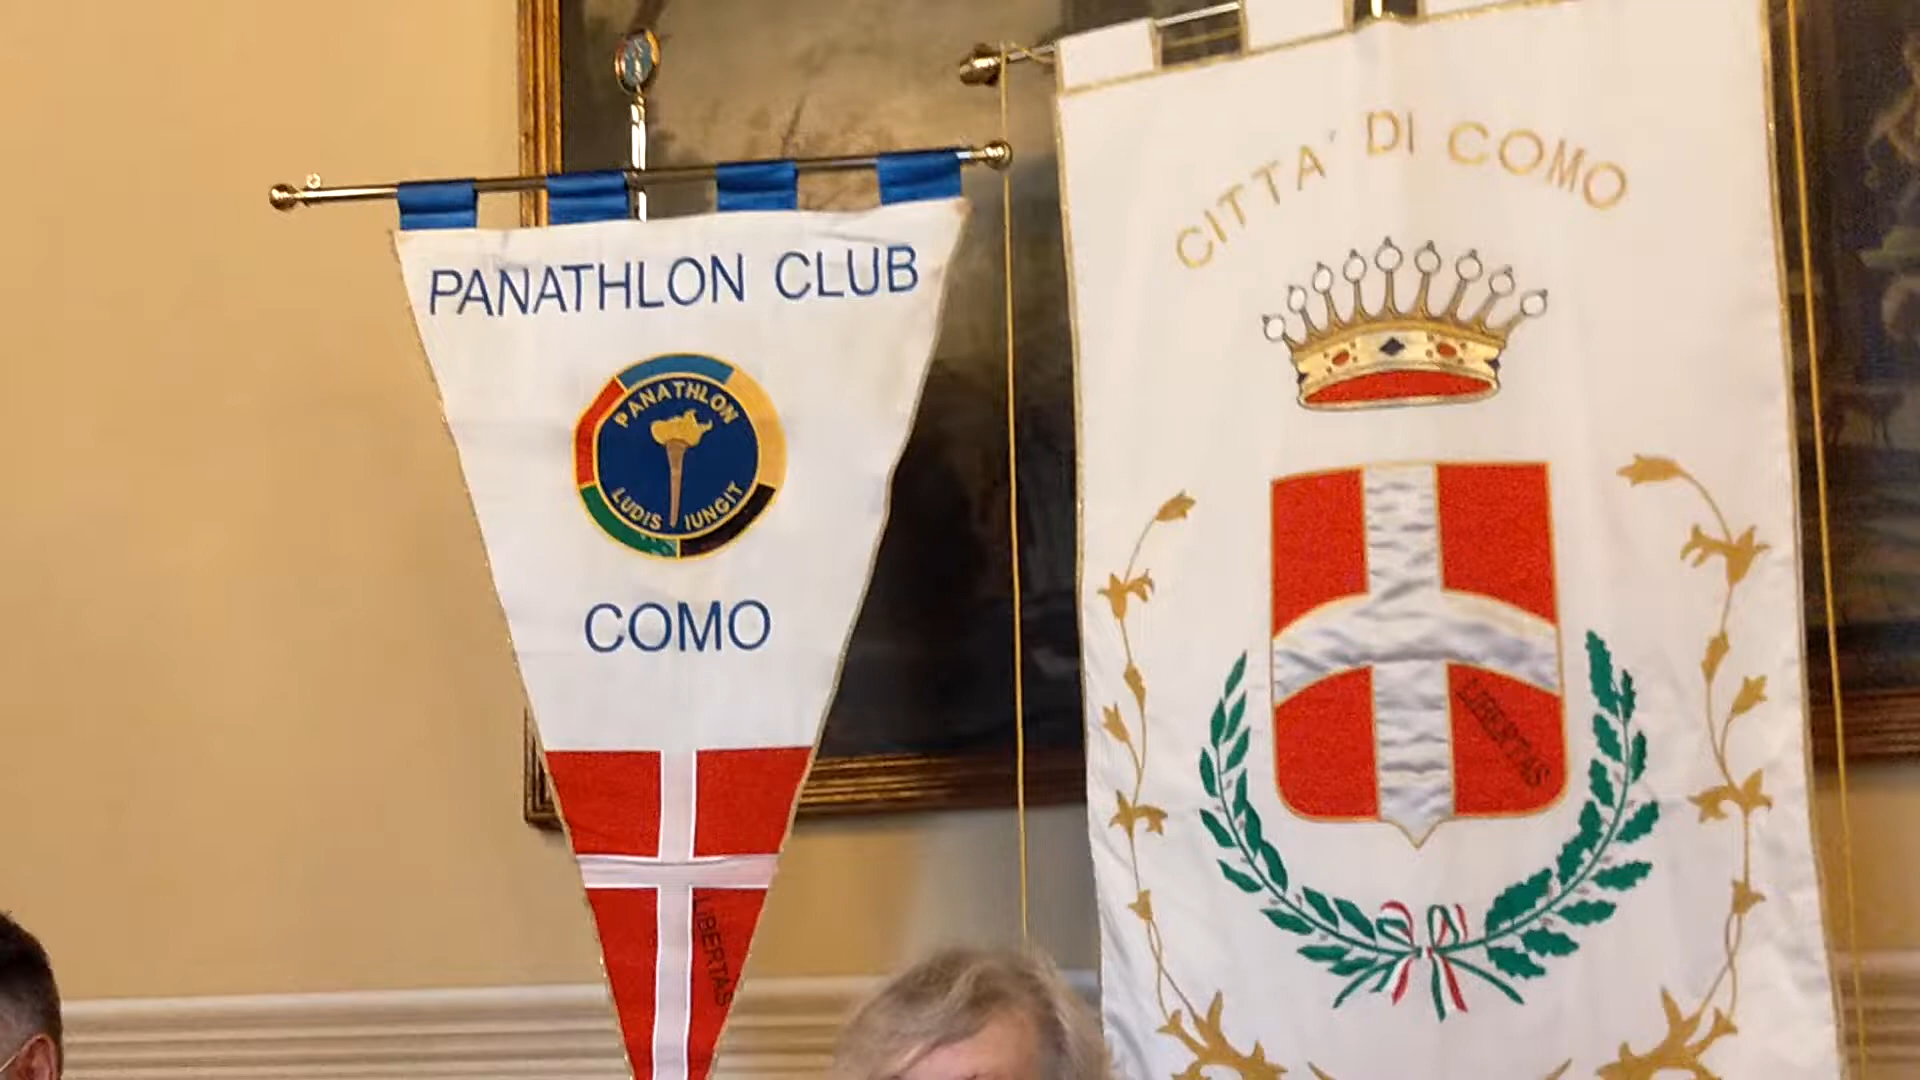 PANATHLON CLUB
PANATHLON
LUDIS IUNGIT
COMO
LIBERTAS
CITTA' DI COMO
LIBERTAS